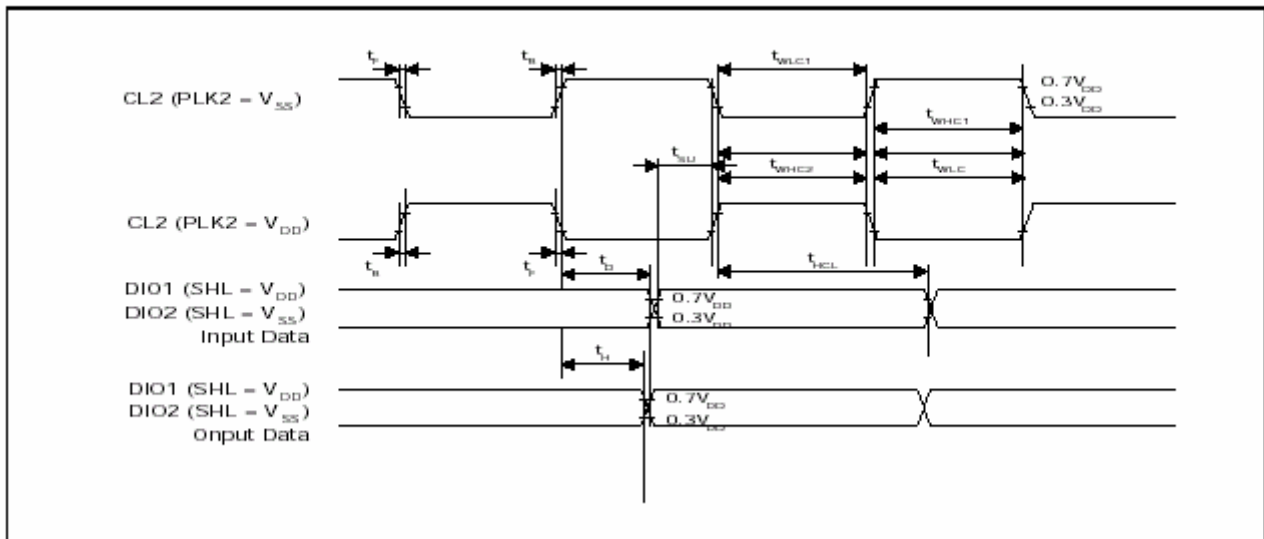 tF tR tWLC1
CL2 (PLK2 = VSS) 0.7VDD
0.3VDD
tWHC1
tSU
tWHC2 tWLC
CL2 (PLK2 = VDD)
tR tF tD tHCL
DIO1 (SHL = VDD) 0.7VDD
DIO2 (SHL = VSS) 0.3VDD
Input Data
tH
DIO1 (SHL = VDD) 0.7VDD
DIO2 (SHL = VSS) 0.3VDD
Onput Data